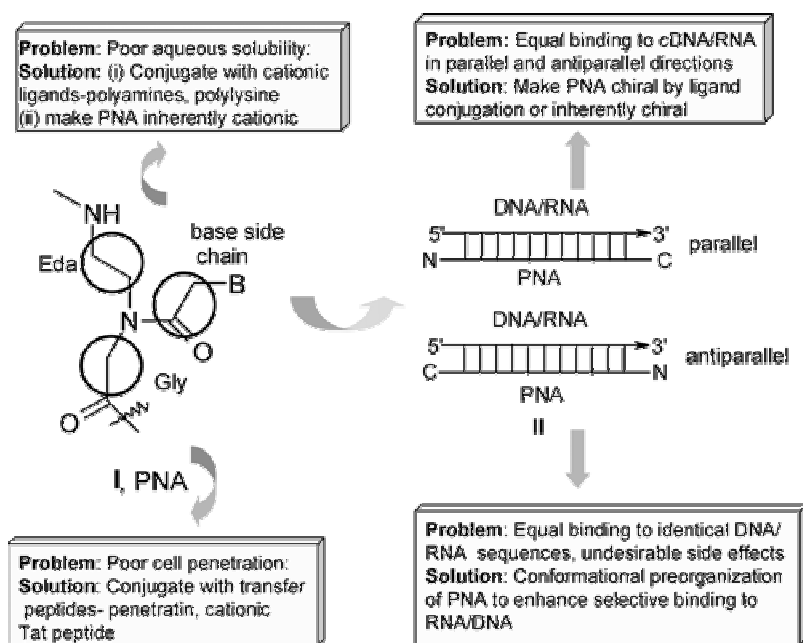 Problem: Poor aqueous solubility:
Solution: (i) Conjugate with cationic
ligands-polyamines, polylysine
(ii) make PNA inherently cationic
Problem: Equal binding to cDNA/RNA
in parallel and antiparallel directions
Solution: Make PNA chiral by ligand
conjugation or inherently chiral
NH
Eda
base side
chain
B
N
O
Gly
O
I, PNA
DNA/RNA
5' 3'
N C
parallel
PNA
DNA/RNA
5' 3'
C N
antiparallel
PNA
II
Problem: Poor cell penetration:
Solution: Conjugate with transfer
peptides- penetratin, cationic
Tat peptide
Problem: Equal binding to identical DNA/
RNA sequences, undesirable side effects
Solution: Conformational preorganization
of PNA to enhance selective binding to
RNA/DNA